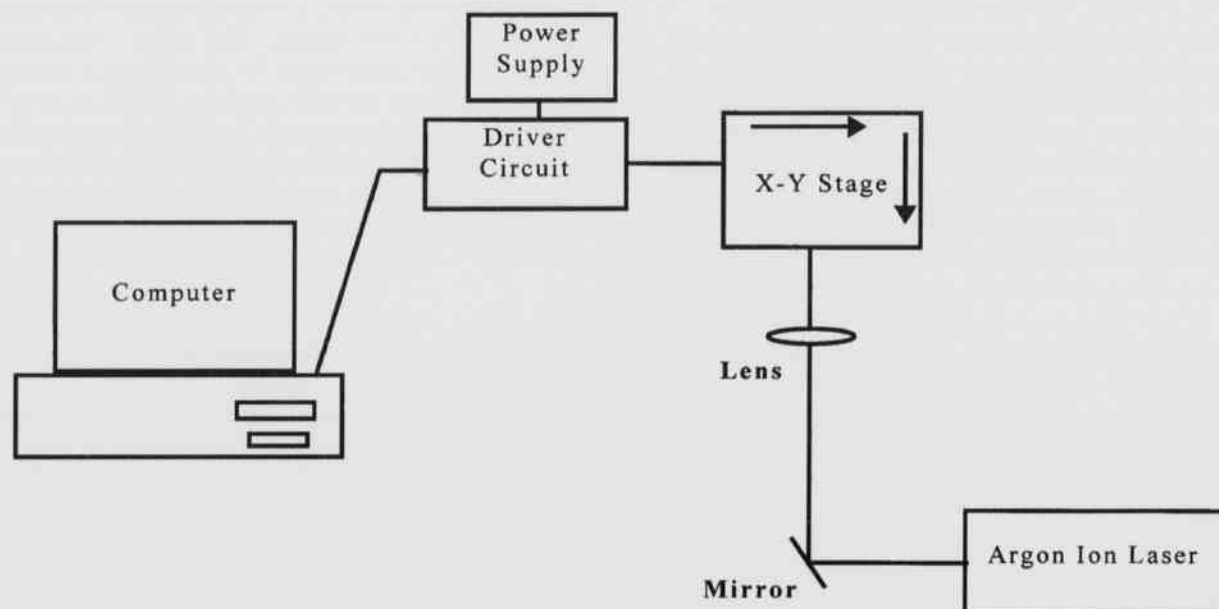 Power
Supply
Driver
Circuit
X-Y Stage
Computer
Lens
Argon Ion Laser
Mirror